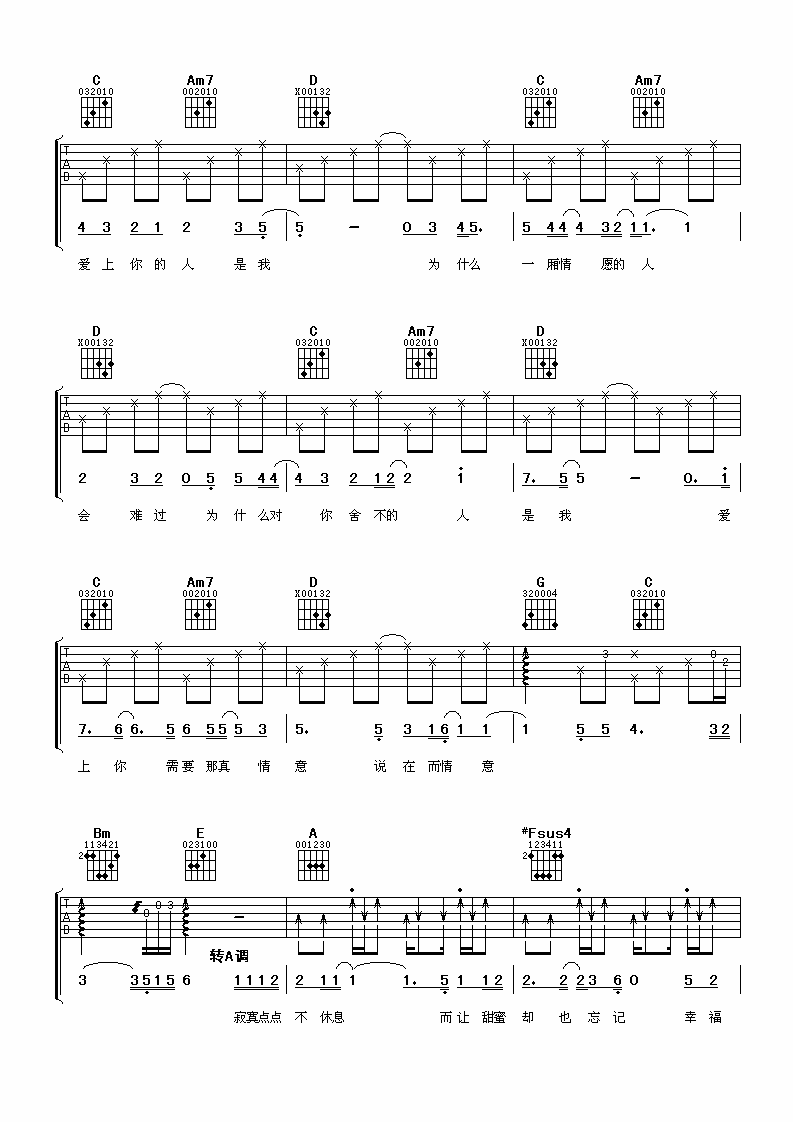 C Am7 D C Am7
032010 002010 X00132 032010 002010
T
A
B
4 3 2 1 2 3 5 5 - 0 3 4 5. 5 4 4 4 3 2 1 1. 1
爱 上 你 的 人 是 我 为 什么 一 厢情 愿的 人
D C Am7 D
X00132 032010 002010 X00132
T
A
B
2 3 2 0 5 5 4 4 4 3 2 1 2 2 1 7. 5 5 - 0. 1
会 难 过 为 什 么对 你 舍 不的 人 是 我 爱
C Am7 D G C
032010 002010 X00132 320004 032010
T
A
B
3 0 2
7. 6 6. 5 6 5 5 5 3 5. 5 3 1 6 1 1 1 5 5 4. 3 2
上 你 需 要 那真 情 意 说 在 而情 意
Bm E A #Fsus4
113421 023100 001230 123411
2 2
T
A
B
0 0 3 -
转A调
3 3 5 1 5 6 1 1 1 2 2 1 1 1 1. 5 1 1 2 2. 2 2 3 6 0 5 2
寂寞点点 不 休息 而让 甜蜜 却 也 忘 记 幸 福